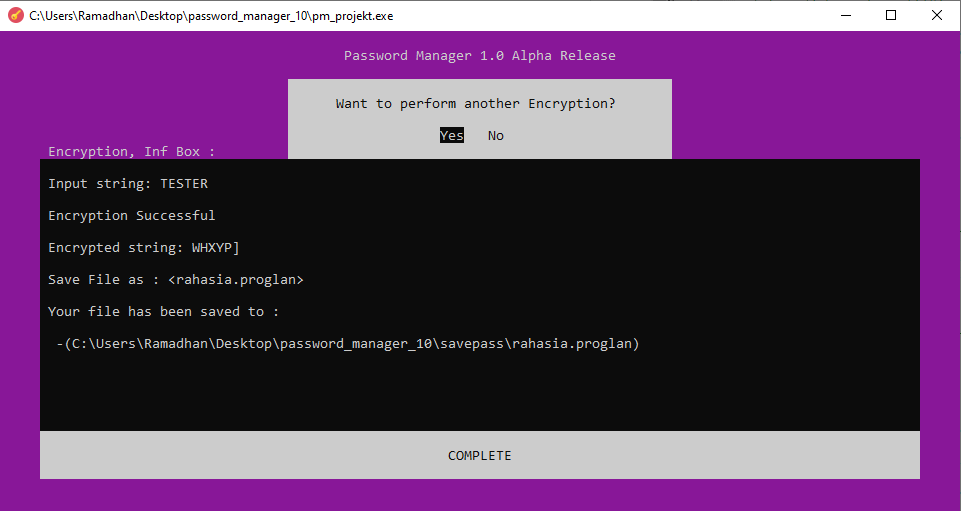 C:\Users\Ramadhan\Desktop\password_manager_10\pm_projekt.exe
Password Manager 1.0 Alpha Release
Want to perform another Encryption?
Yes No
Encryption, Inf Box :
Input string: TESTER
Encryption Successful
Encrypted string: WHXYP]
Save File as : <rahasia.proglan>
Your file has been saved to :
-(C:\Users\Ramadhan\Desktop\password_manager_10\savepass\rahasia.proglan)
COMPLETE